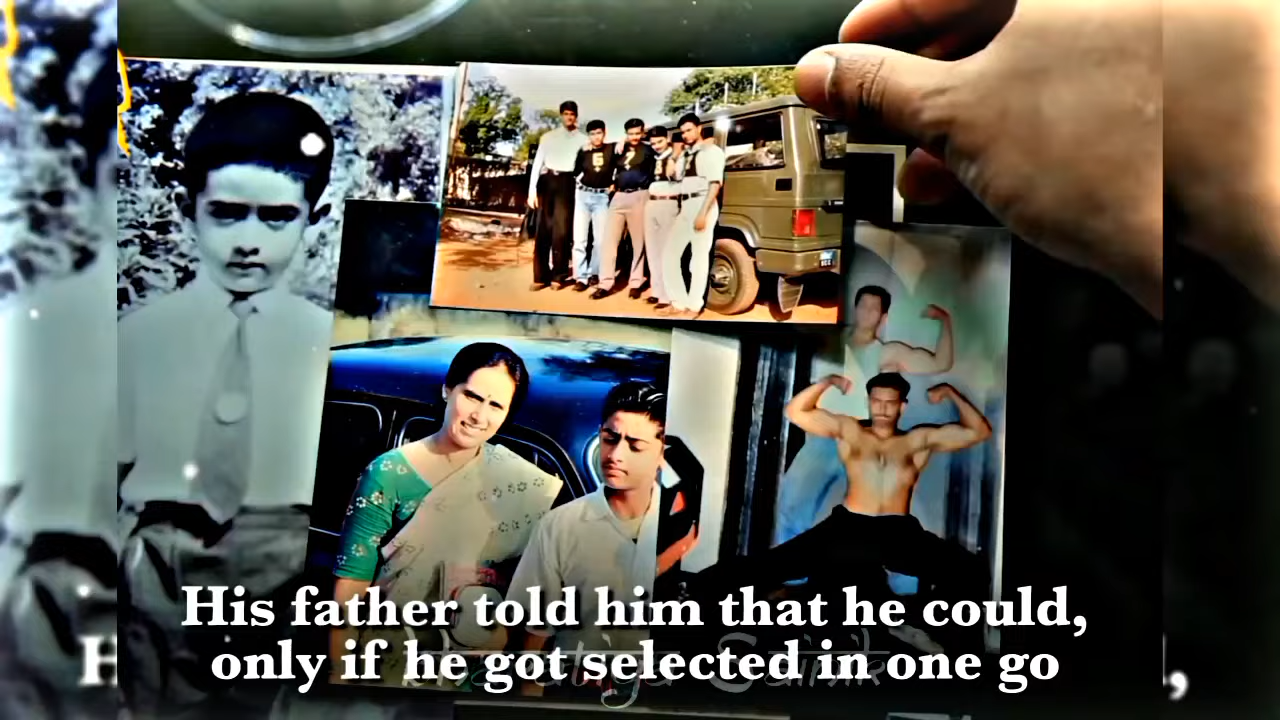 His father told him that he could,
only if he got selected in one go